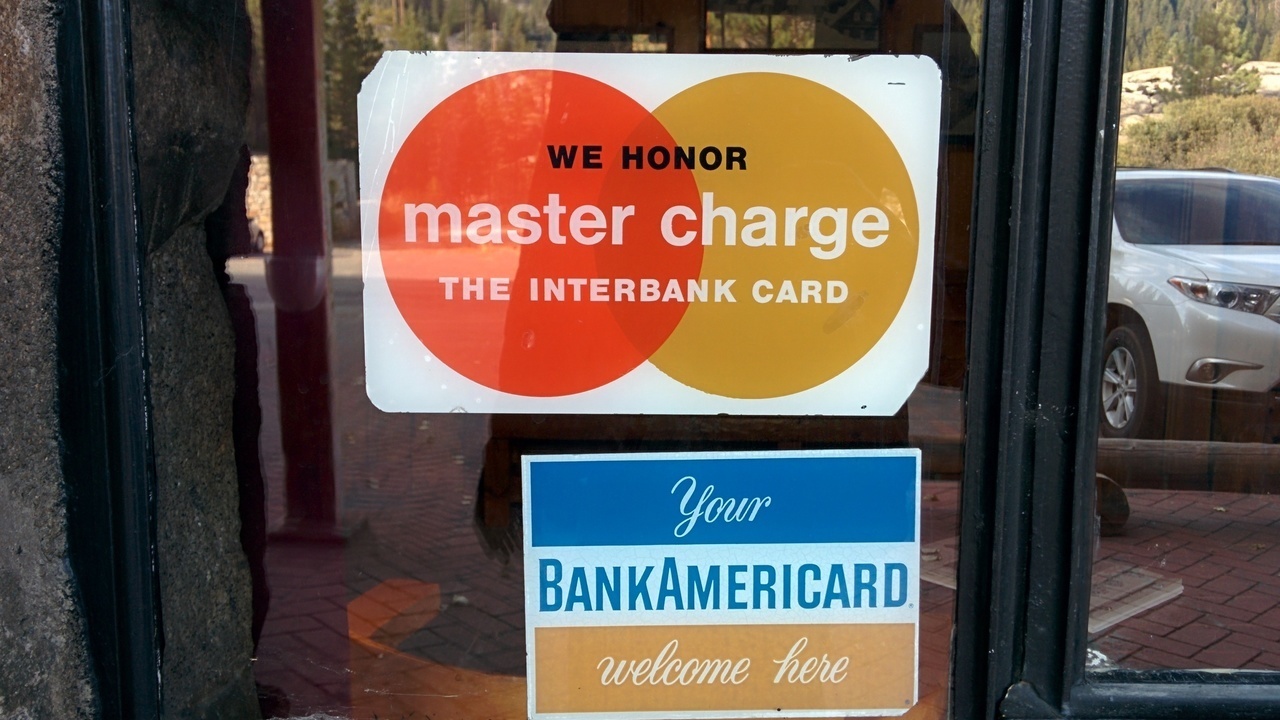 WE HONOR
master charge
THE INTERBANK CARD
Your
BANKAMERICARD
welcome here